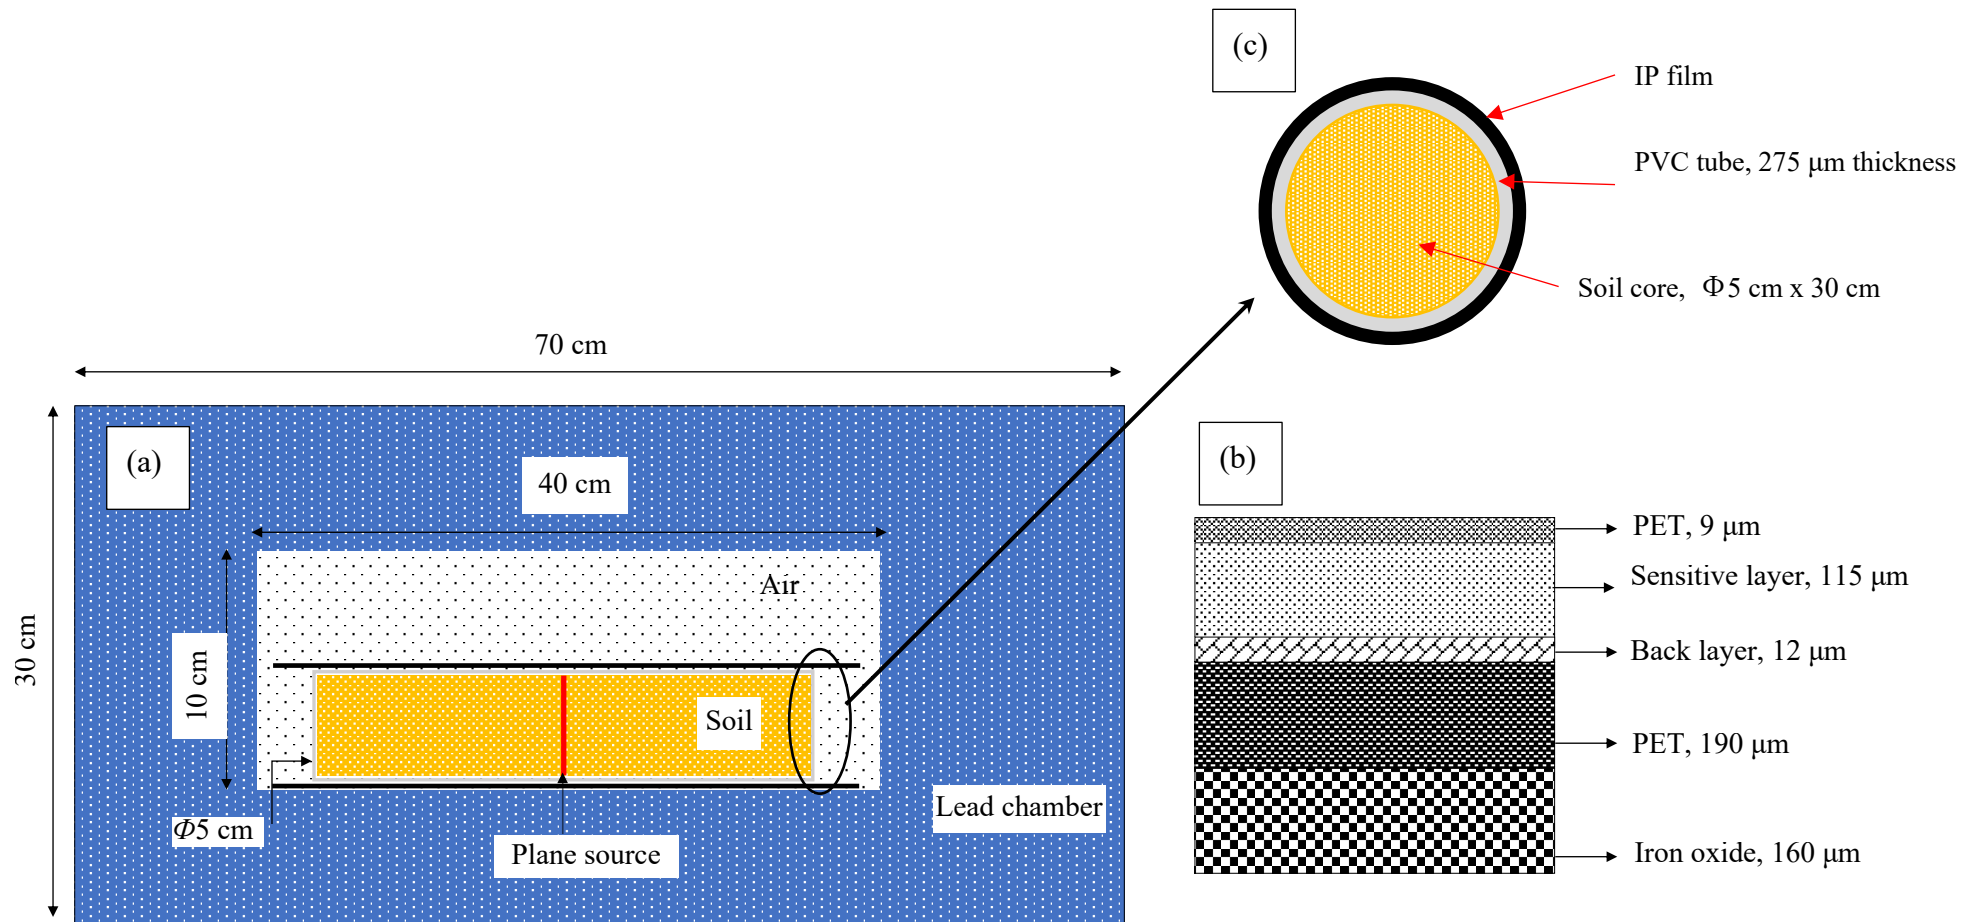 (c)
IP film
PVC tube, 275 μm thickness
Soil core, Φ5 cm x 30 cm
70 cm
30 cm
(a)
40 cm
10 cm
Air
Soil
Lead chamber
Φ5 cm
Plane source
(b)
PET, 9 μm
Sensitive layer, 115 μm
Back layer, 12 μm
PET, 190 μm
Iron oxide, 160 μm